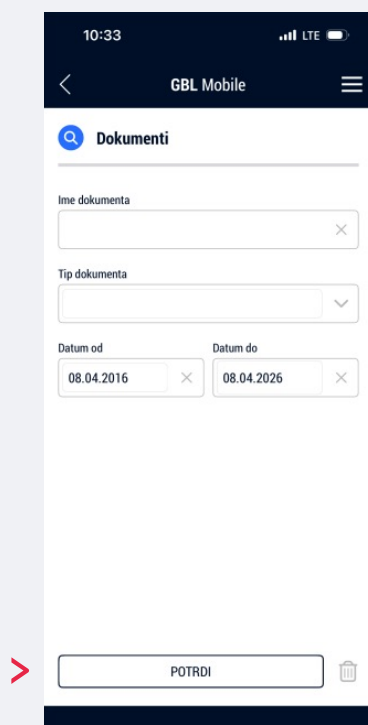 10:33 LTE
GBL Mobile
Dokumenti
Ime dokumenta
Tip dokumenta
Datum od Datum do
08.04.2016 08.04.2026
POTRDI